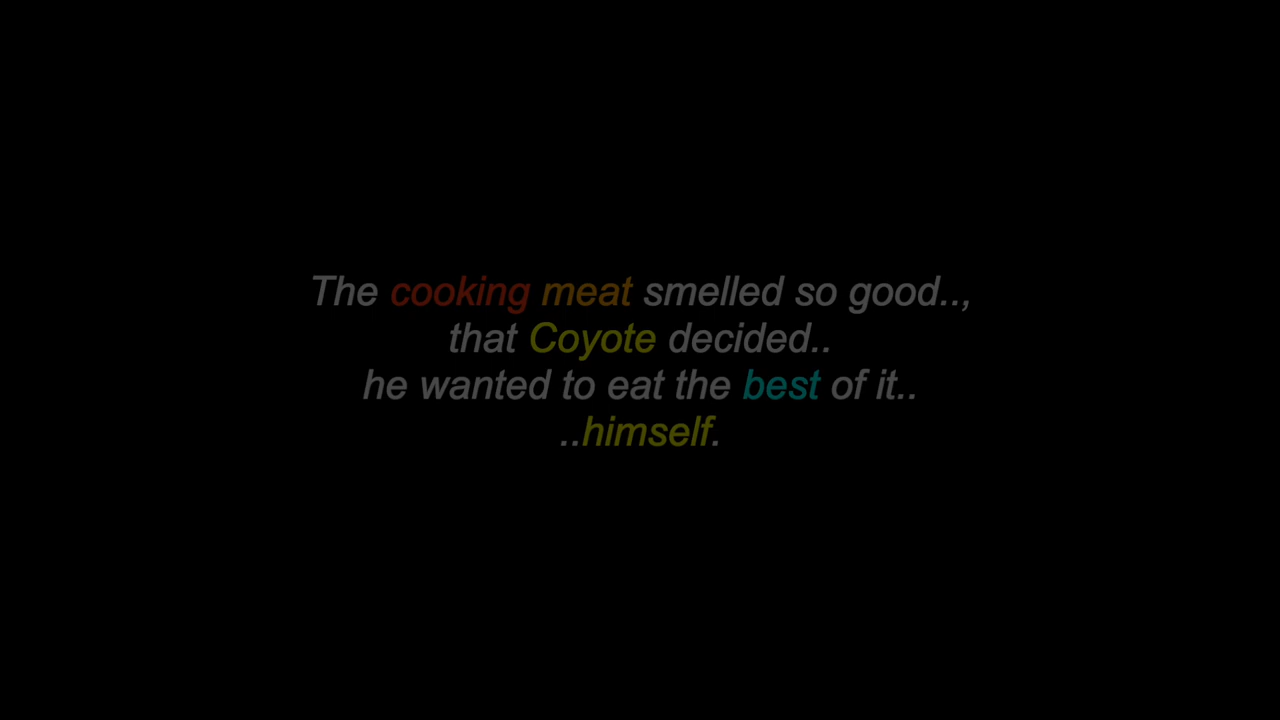 The cooking meat smelled so good..,
that Coyote decided..
he wanted to eat the best of it..
..himself.